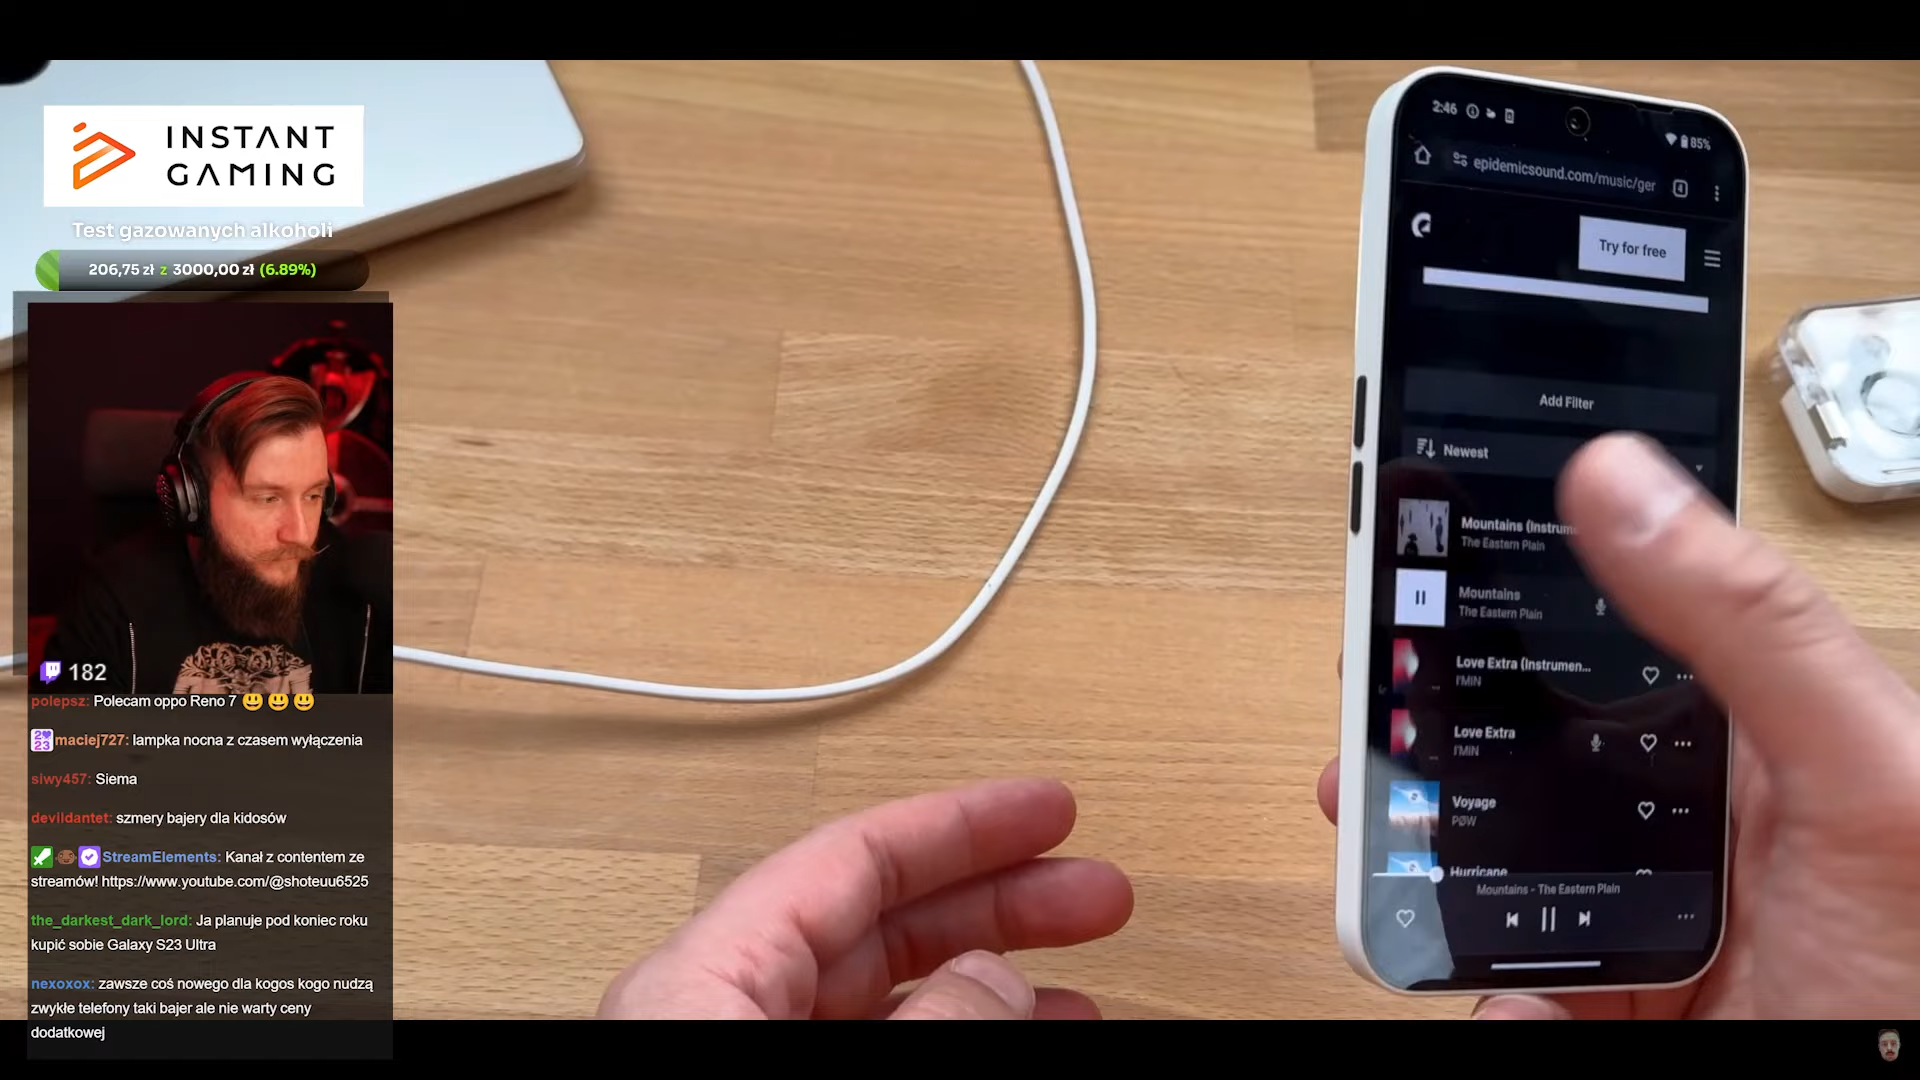 INSTANT
GAMING
Test gazowanych alkoholi
206,75 zł z 3000,00 zł (6.89%)
182
polepsz: Polecam oppo Reno 7
maciej727: lampka nocna z czasem wyłączenia
siwy457: Siema
devildantet: szmery bajery dla kidosów
StreamElements: Kanał z contentem ze
streamów! https://www.youtube.com/@shoteuu6525
the_darkest_dark_lord: Ja planuje pod koniec roku
kupić sobie Galaxy S23 Ultra
nexoxox: zawsze coś nowego dla kogos kogo nudzą
zwykłe telefony taki bajer ale nie warty ceny
dodatkowej
2:46
85%
epidemicsound.com/music/ger
4
Try for free
Add Filter
Newest
Mountains (Instrum
The Eastern Plain
Mountains
The Eastern Plain
Love Extra (Instrumen...
I'MIN
Love Extra
I'MIN
Voyage
PØW
Hurricane
Mountains - The Eastern Plain